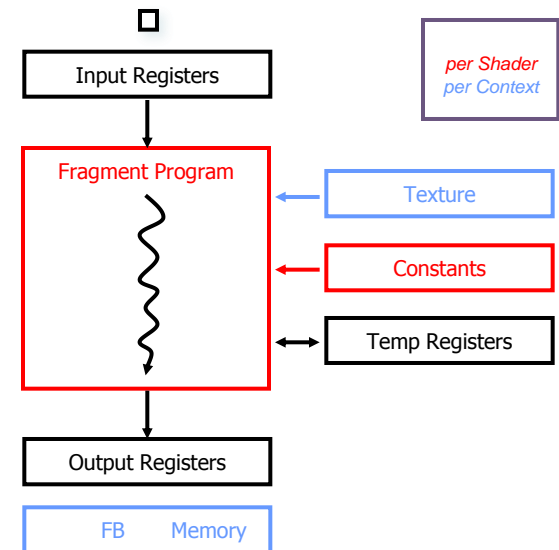 Input Registers
per Shader
per Context
Fragment Program
Texture
Constants
Temp Registers
Output Registers
FB Memory